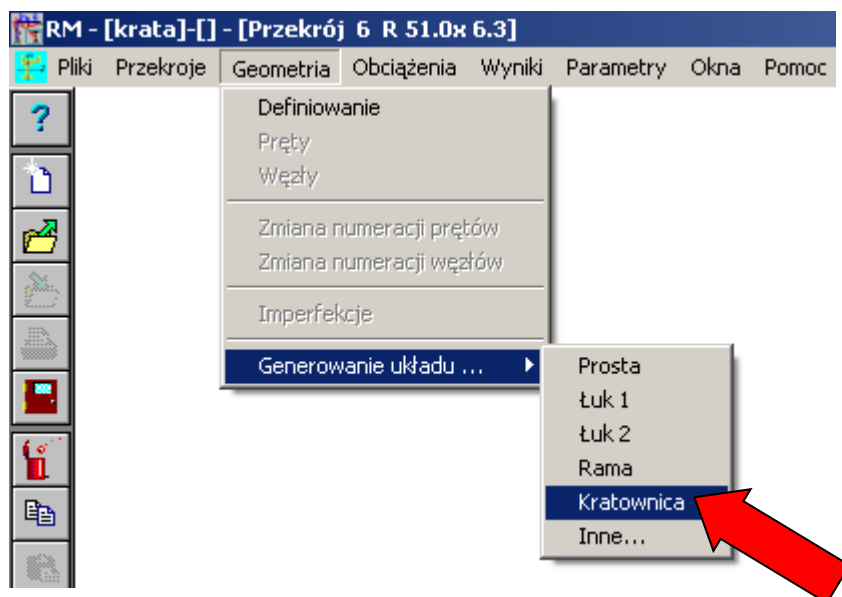 RM - [krata]-[] - [Przekrój 6 R 51.0x 6.3]
Pliki Przekroje Geometria Obciążenia Wyniki Parametry Okna Pomoc
Definiowanie
Pręty
Węzły
Zmiana numeracji prętów
Zmiana numeracji węzłów
Imperfekcje
Generowanie układu ...
Prosta
Łuk 1
Łuk 2
Rama
Kratownica
Inne...